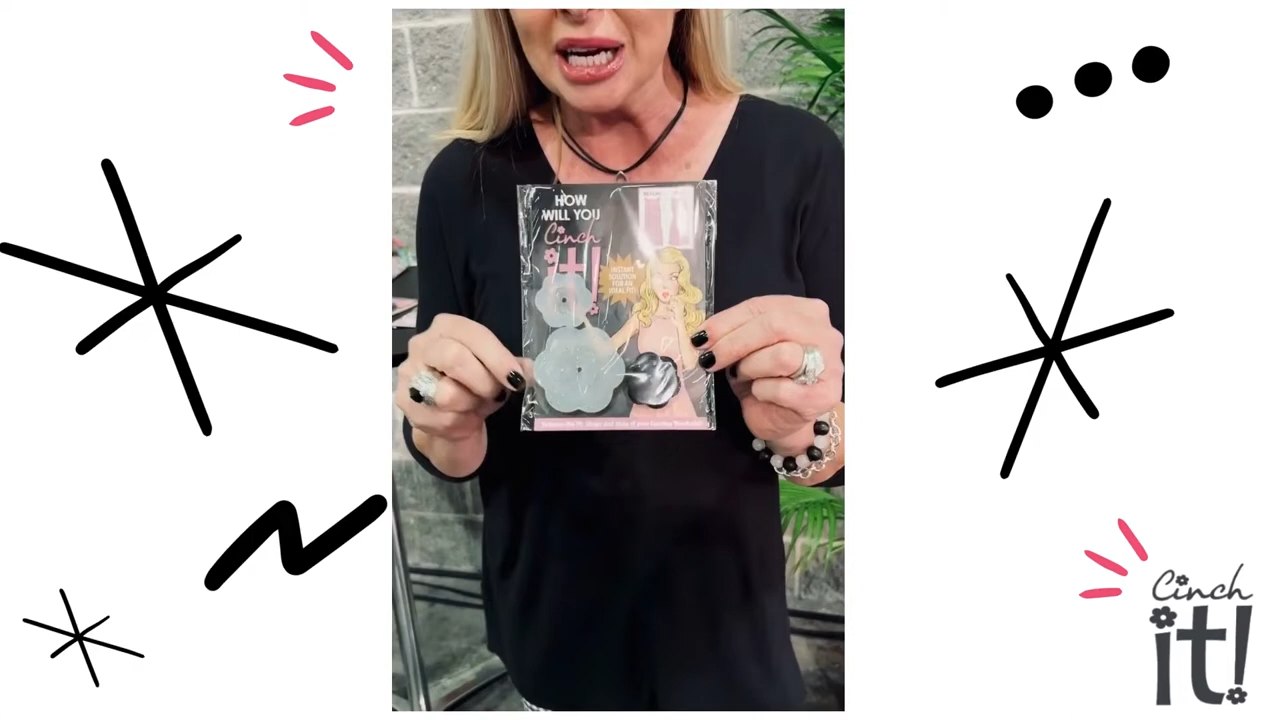 HOW
WILL YOU
Cinch
it!
INSTANT
SOLUTION
FOR AN
IDEAL FIT!
Cinch
it!